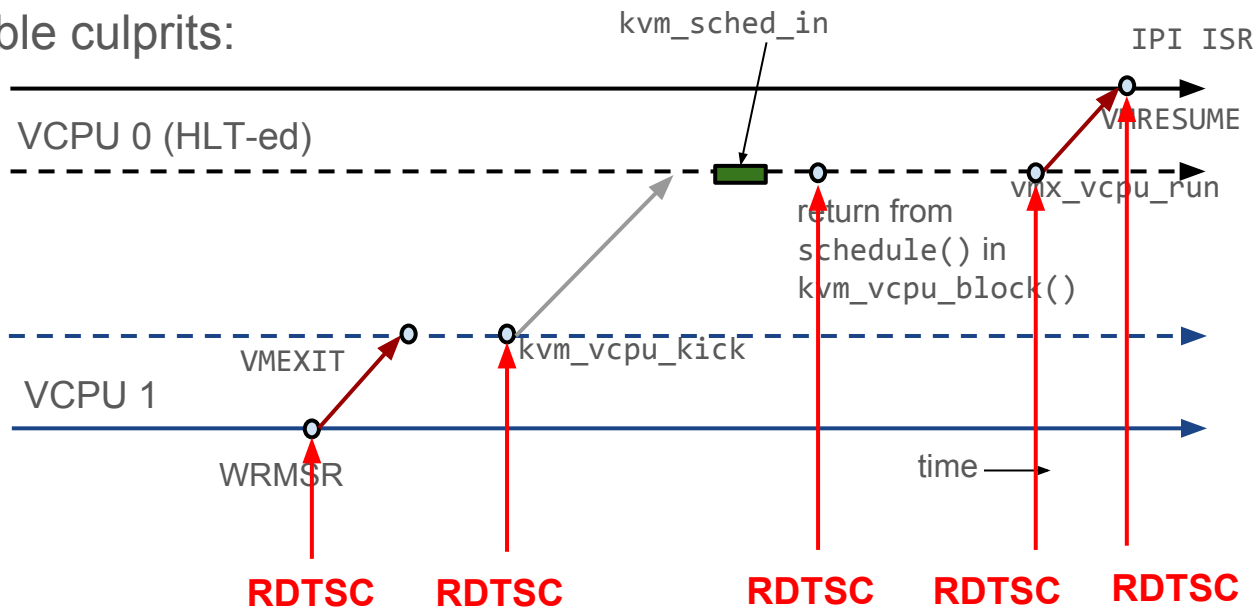 ble culprits:
kvm_sched_in
IPI ISR
VCPU 0 (HLT-ed)
VMRESUME
vmx_vcpu_run
return from
schedule() in
kvm_vcpu_block()
VMEXIT
kvm_vcpu_kick
VCPU 1
WRMSR
time
RDTSC RDTSC RDTSC RDTSC RDTSC